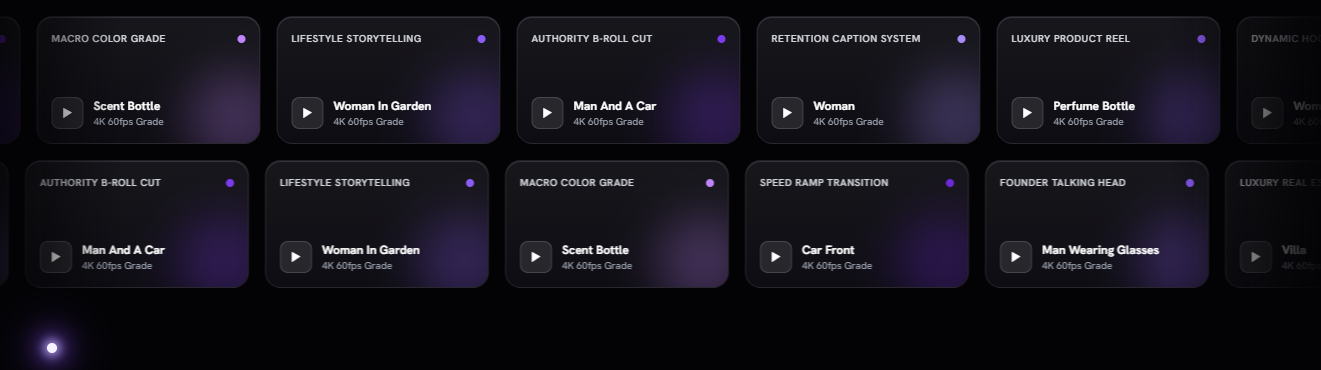 MACRO COLOR GRADE
Scent Bottle
4K 60fps Grade
LIFESTYLE STORYTELLING
Woman In Garden
4K 60fps Grade
AUTHORITY B-ROLL CUT
Man And A Car
4K 60fps Grade
RETENTION CAPTION SYSTEM
Woman
4K 60fps Grade
LUXURY PRODUCT REEL
Perfume Bottle
4K 60fps Grade
DYNAMIC
4K
AUTHORITY B-ROLL CUT
Man And A Car
4K 60fps Grade
LIFESTYLE STORYTELLING
Woman In Garden
4K 60fps Grade
MACRO COLOR GRADE
Scent Bottle
4K 60fps Grade
SPEED RAMP TRANSITION
Car Front
4K 60fps Grade
FOUNDER TALKING HEAD
Man Wearing Glasses
4K 60fps Grade
LUXURY REAL
Villa
4K 60fps